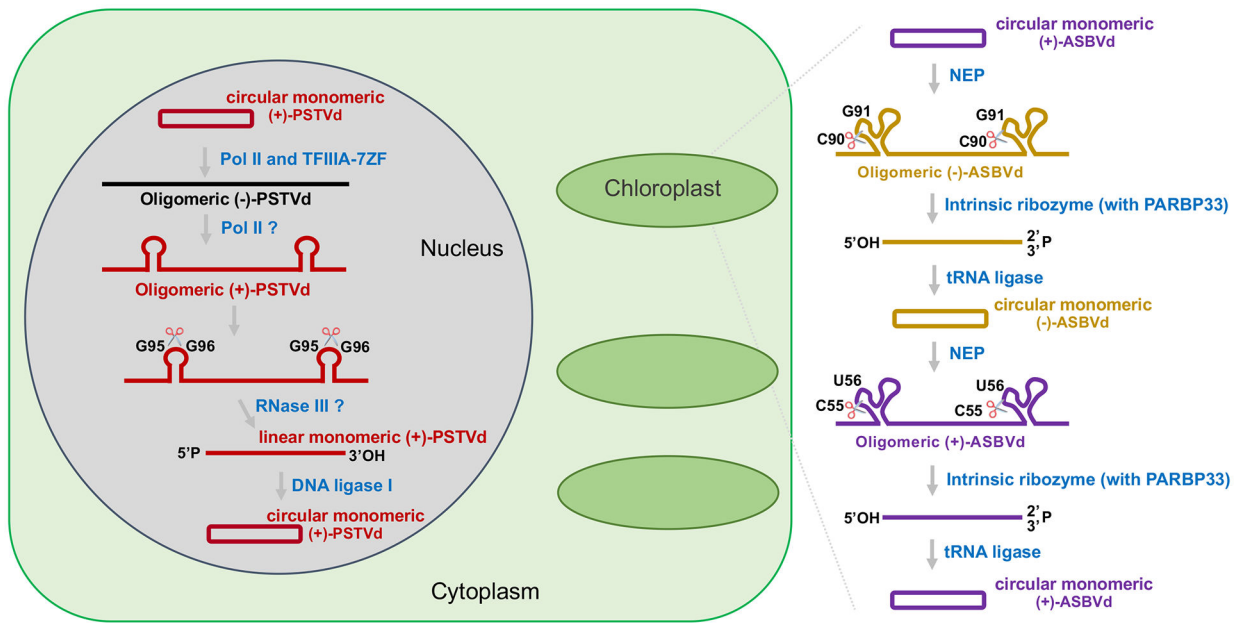 circular monomeric
(+)-PSTVd
Pol II and TFIIIA-7ZF
Oligomeric (-)-PSTVd
Pol II ?
Oligomeric (+)-PSTVd
G95 G96
G95 G96
RNase III ?
linear monomeric (+)-PSTVd
5’P
3’OH
DNA ligase I
circular monomeric
(+)-PSTVd
Nucleus
Cytoplasm
Chloroplast
circular monomeric
(+)-ASBVd
NEP
G91
C90
G91
C90
Oligomeric (-)-ASBVd
Intrinsic ribozyme (with PARBP33)
5’OH
2’
3’ P
tRNA ligase
circular monomeric
(-)-ASBVd
NEP
U56
C55
U56
C55
Oligomeric (+)-ASBVd
Intrinsic ribozyme (with PARBP33)
5’OH
2’
3’ P
tRNA ligase
circular monomeric
(+)-ASBVd